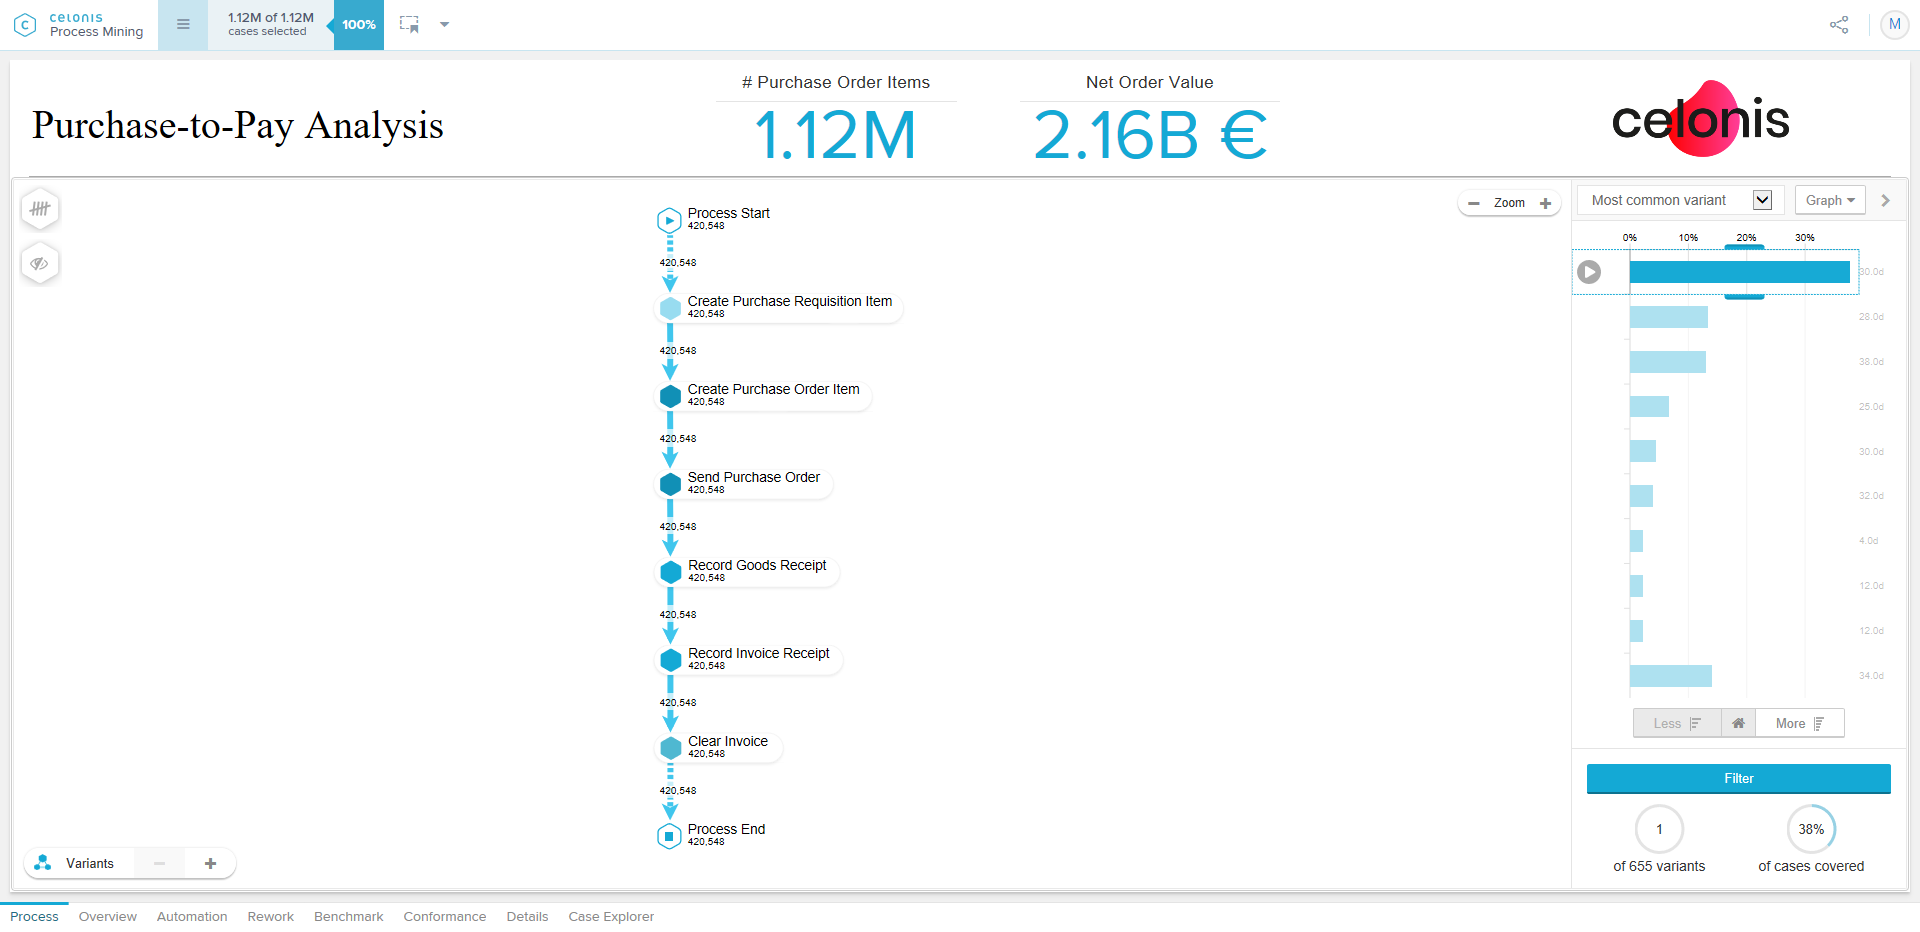 celonis
Process Mining
C
1.12M of 1.12M
cases selected
100%
M
Purchase-to-Pay Analysis
# Purchase Order Items
1.12M
Net Order Value
2.16B €
celonis
Zoom
Process Start
420,548
420,548
Create Purchase Requisition Item
420,548
420,548
Create Purchase Order Item
420,548
420,548
Send Purchase Order
420,548
420,548
Record Goods Receipt
420,548
420,548
Record Invoice Receipt
420,548
420,548
Clear Invoice
420,548
420,548
Process End
420,548
Variants
Most common variant
Graph
0% 10% 20% 30%
30.0d
28.0d
38.0d
25.0d
30.0d
32.0d
4.0d
12.0d
12.0d
34.0d
Less
More
Filter
1
of 655 variants
38%
of cases covered
Process Overview Automation Rework Benchmark Conformance Details Case Explorer